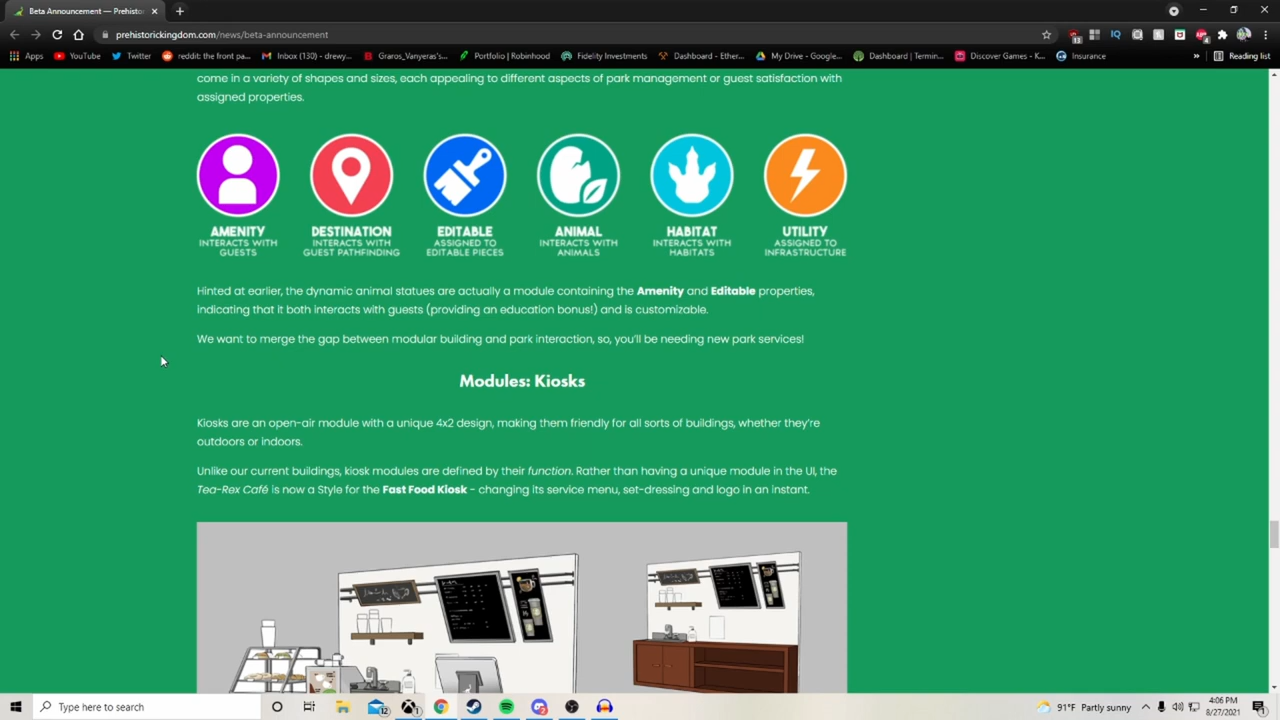 Beta Announcement — Prehistor
prehistorickingdom.com/news/beta-announcement
Apps YouTube Twitter reddit: the front pa... Inbox (130) - drewy... Graros_Vanyeras's... Portfolio | Robinhood Fidelity Investments Dashboard - Ether... My Drive - Google... Dashboard | Termin... Discover Games - K... Insurance » Reading list
come in a variety of shapes and sizes, each appealing to different aspects of park management or guest satisfaction with
assigned properties.
AMENITY DESTINATION EDITABLE ANIMAL HABITAT UTILITY
INTERACTS WITH INTERACTS WITH ASSIGNED TO INTERACTS WITH INTERACTS WITH ASSIGNED TO
GUESTS GUEST PATHFINDING EDITABLE PIECES ANIMALS HABITATS INFRASTRUCTURE
Hinted at earlier, the dynamic animal statues are actually a module containing the Amenity and Editable properties,
indicating that it both interacts with guests (providing an education bonus!) and is customizable.
We want to merge the gap between modular building and park interaction, so, you'll be needing new park services!
Modules: Kiosks
Kiosks are an open-air module with a unique 4x2 design, making them friendly for all sorts of buildings, whether they're
outdoors or indoors.
Unlike our current buildings, kiosk modules are defined by their function. Rather than having a unique module in the UI, the
Tea-Rex Café is now a Style for the Fast Food Kiosk - changing its service menu, set-dressing and logo in an instant.
Type here to search
12
1
2
91°F Partly sunny
4:06 PM
8/27/2021
1